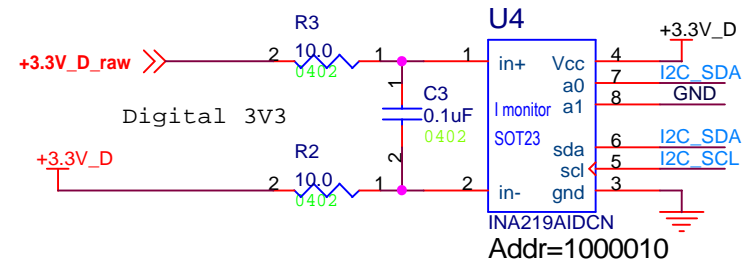 U4
R3
+3.3V_D
2 10.0 1 1 in+ Vcc 4
+3.3V_D_raw
0402
a0 7 I2C_SDA
1 C3 a1 8 GND
Digital 3V3 0.1uF I monitor
0402 SOT23
+3.3V_D R2 2 sda 6 I2C_SDA
scl 5 I2C_SCL
2 10.0 1 2 in- gnd 3
0402
INA219AIDCN
Addr=1000010